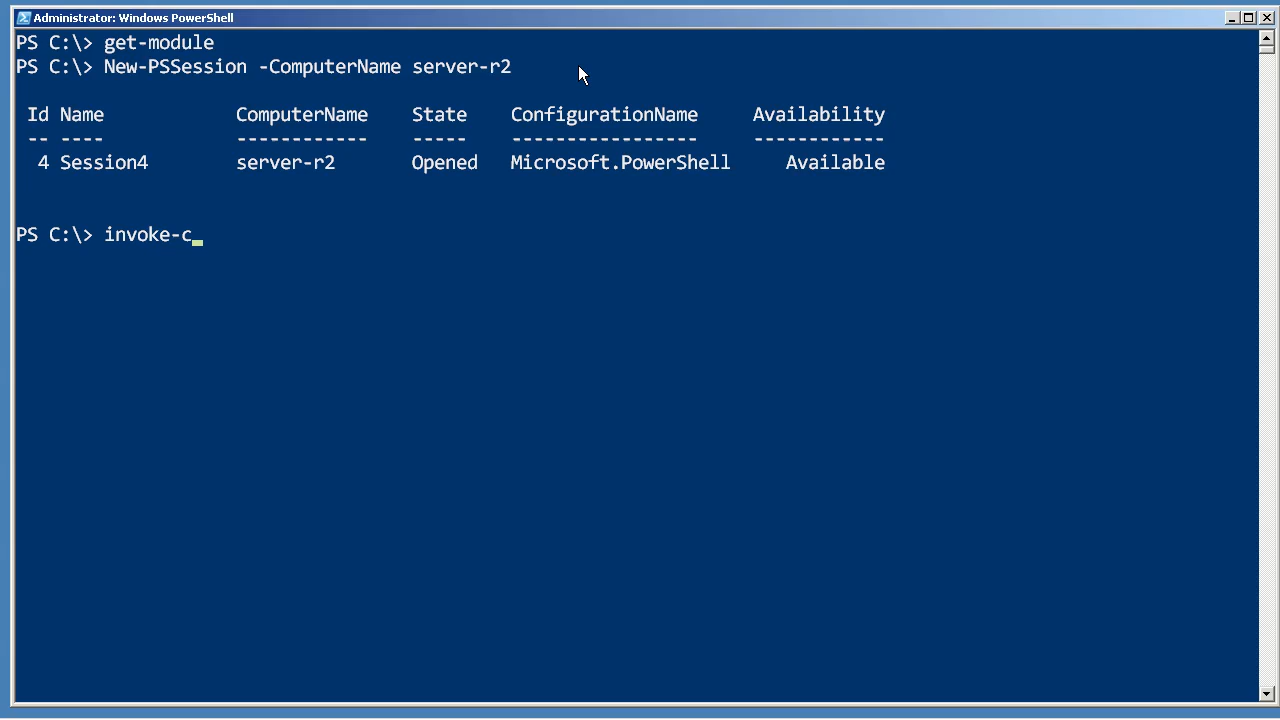 Administrator: Windows PowerShell
PS C:\> get-module
PS C:\> New-PSSession -ComputerName server-r2
Id Name            ComputerName    State    ConfigurationName     Availability
-- ----            ------------    -----    -----------------     ------------
 4 Session4        server-r2       Opened   Microsoft.PowerShell     Available
PS C:\> invoke-c_